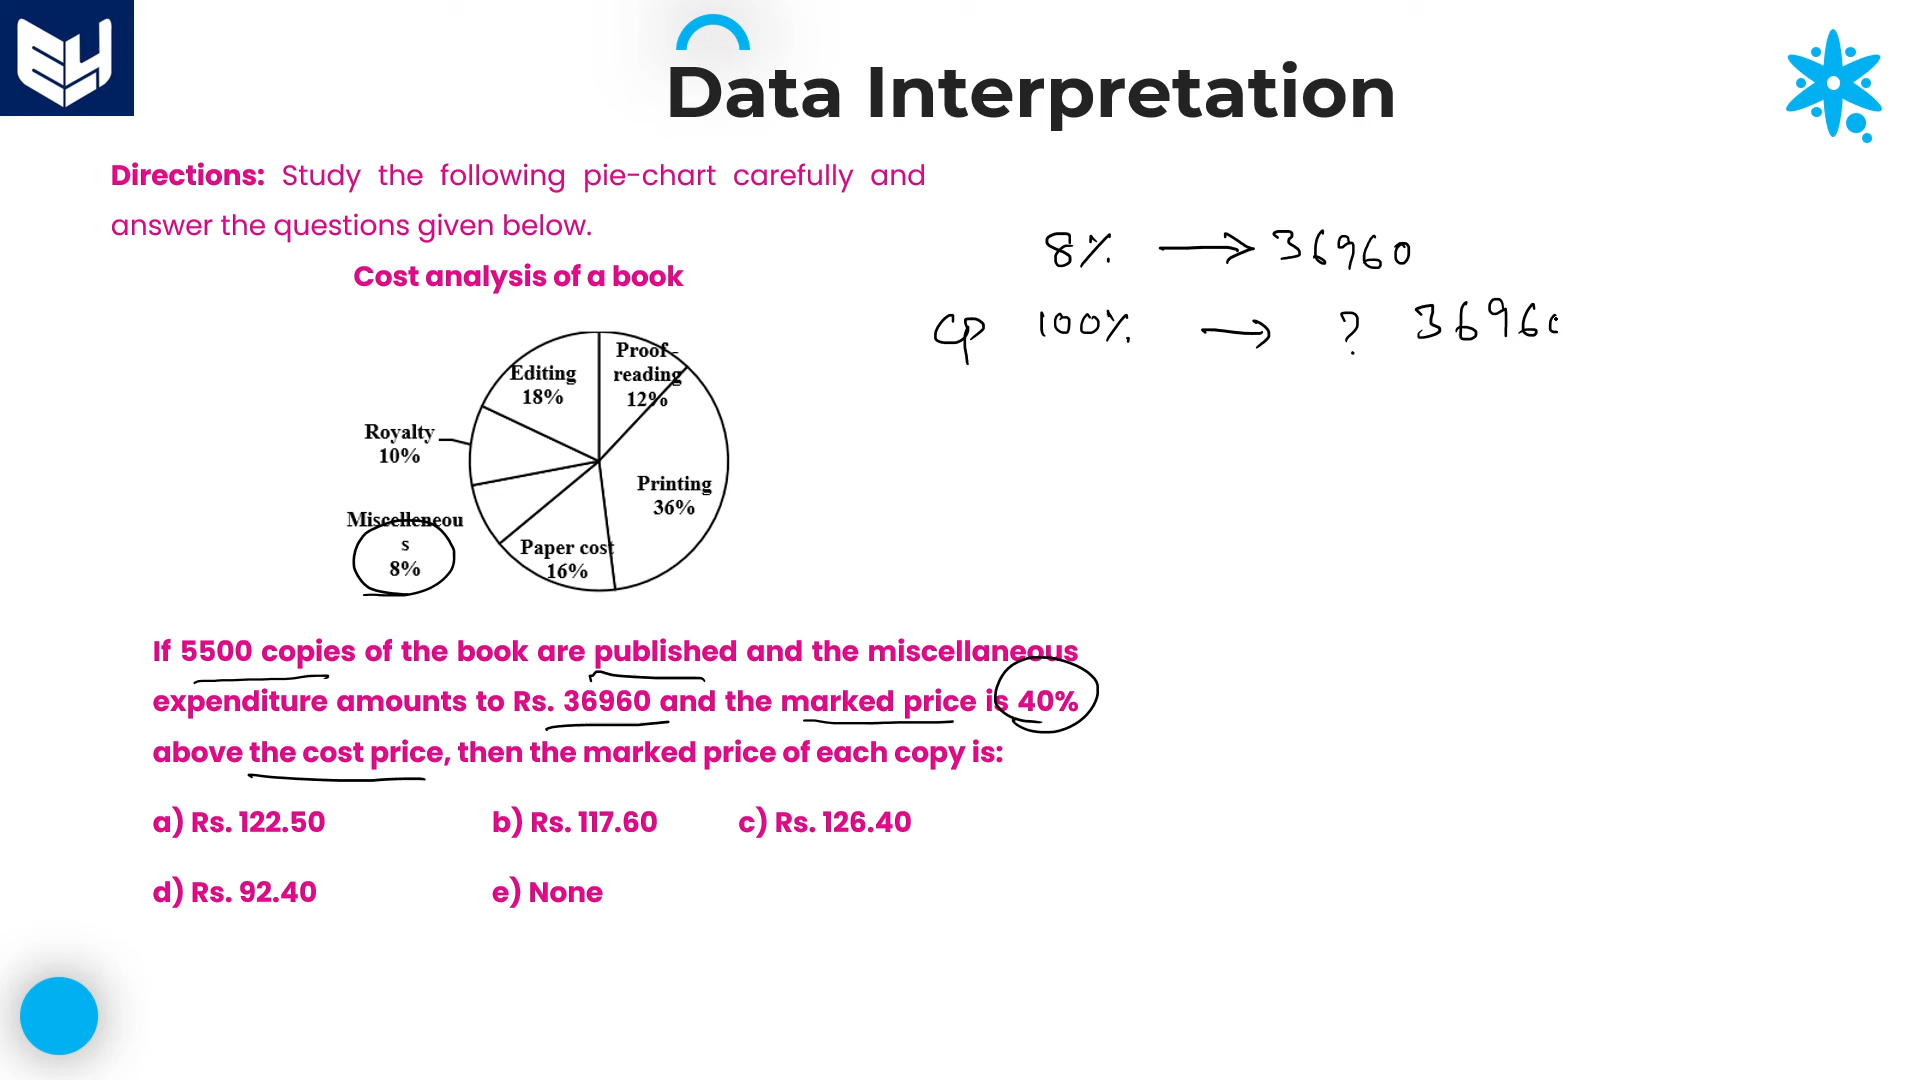 EY
Data Interpretation
Directions: Study the following pie-chart carefully and
answer the questions given below.
Cost analysis of a book
Proof-
reading
12%
Editing
18%
Royalty
10%
Printing
36%
Miscelleneou
s
8%
Paper cost
16%
8% → 36960
CP 100% → ? 36960
If 5500 copies of the book are published and the miscellaneous
expenditure amounts to Rs. 36960 and the marked price is 40%
above the cost price, then the marked price of each copy is:
a) Rs. 122.50 b) Rs. 117.60 c) Rs. 126.40
d) Rs. 92.40 e) None